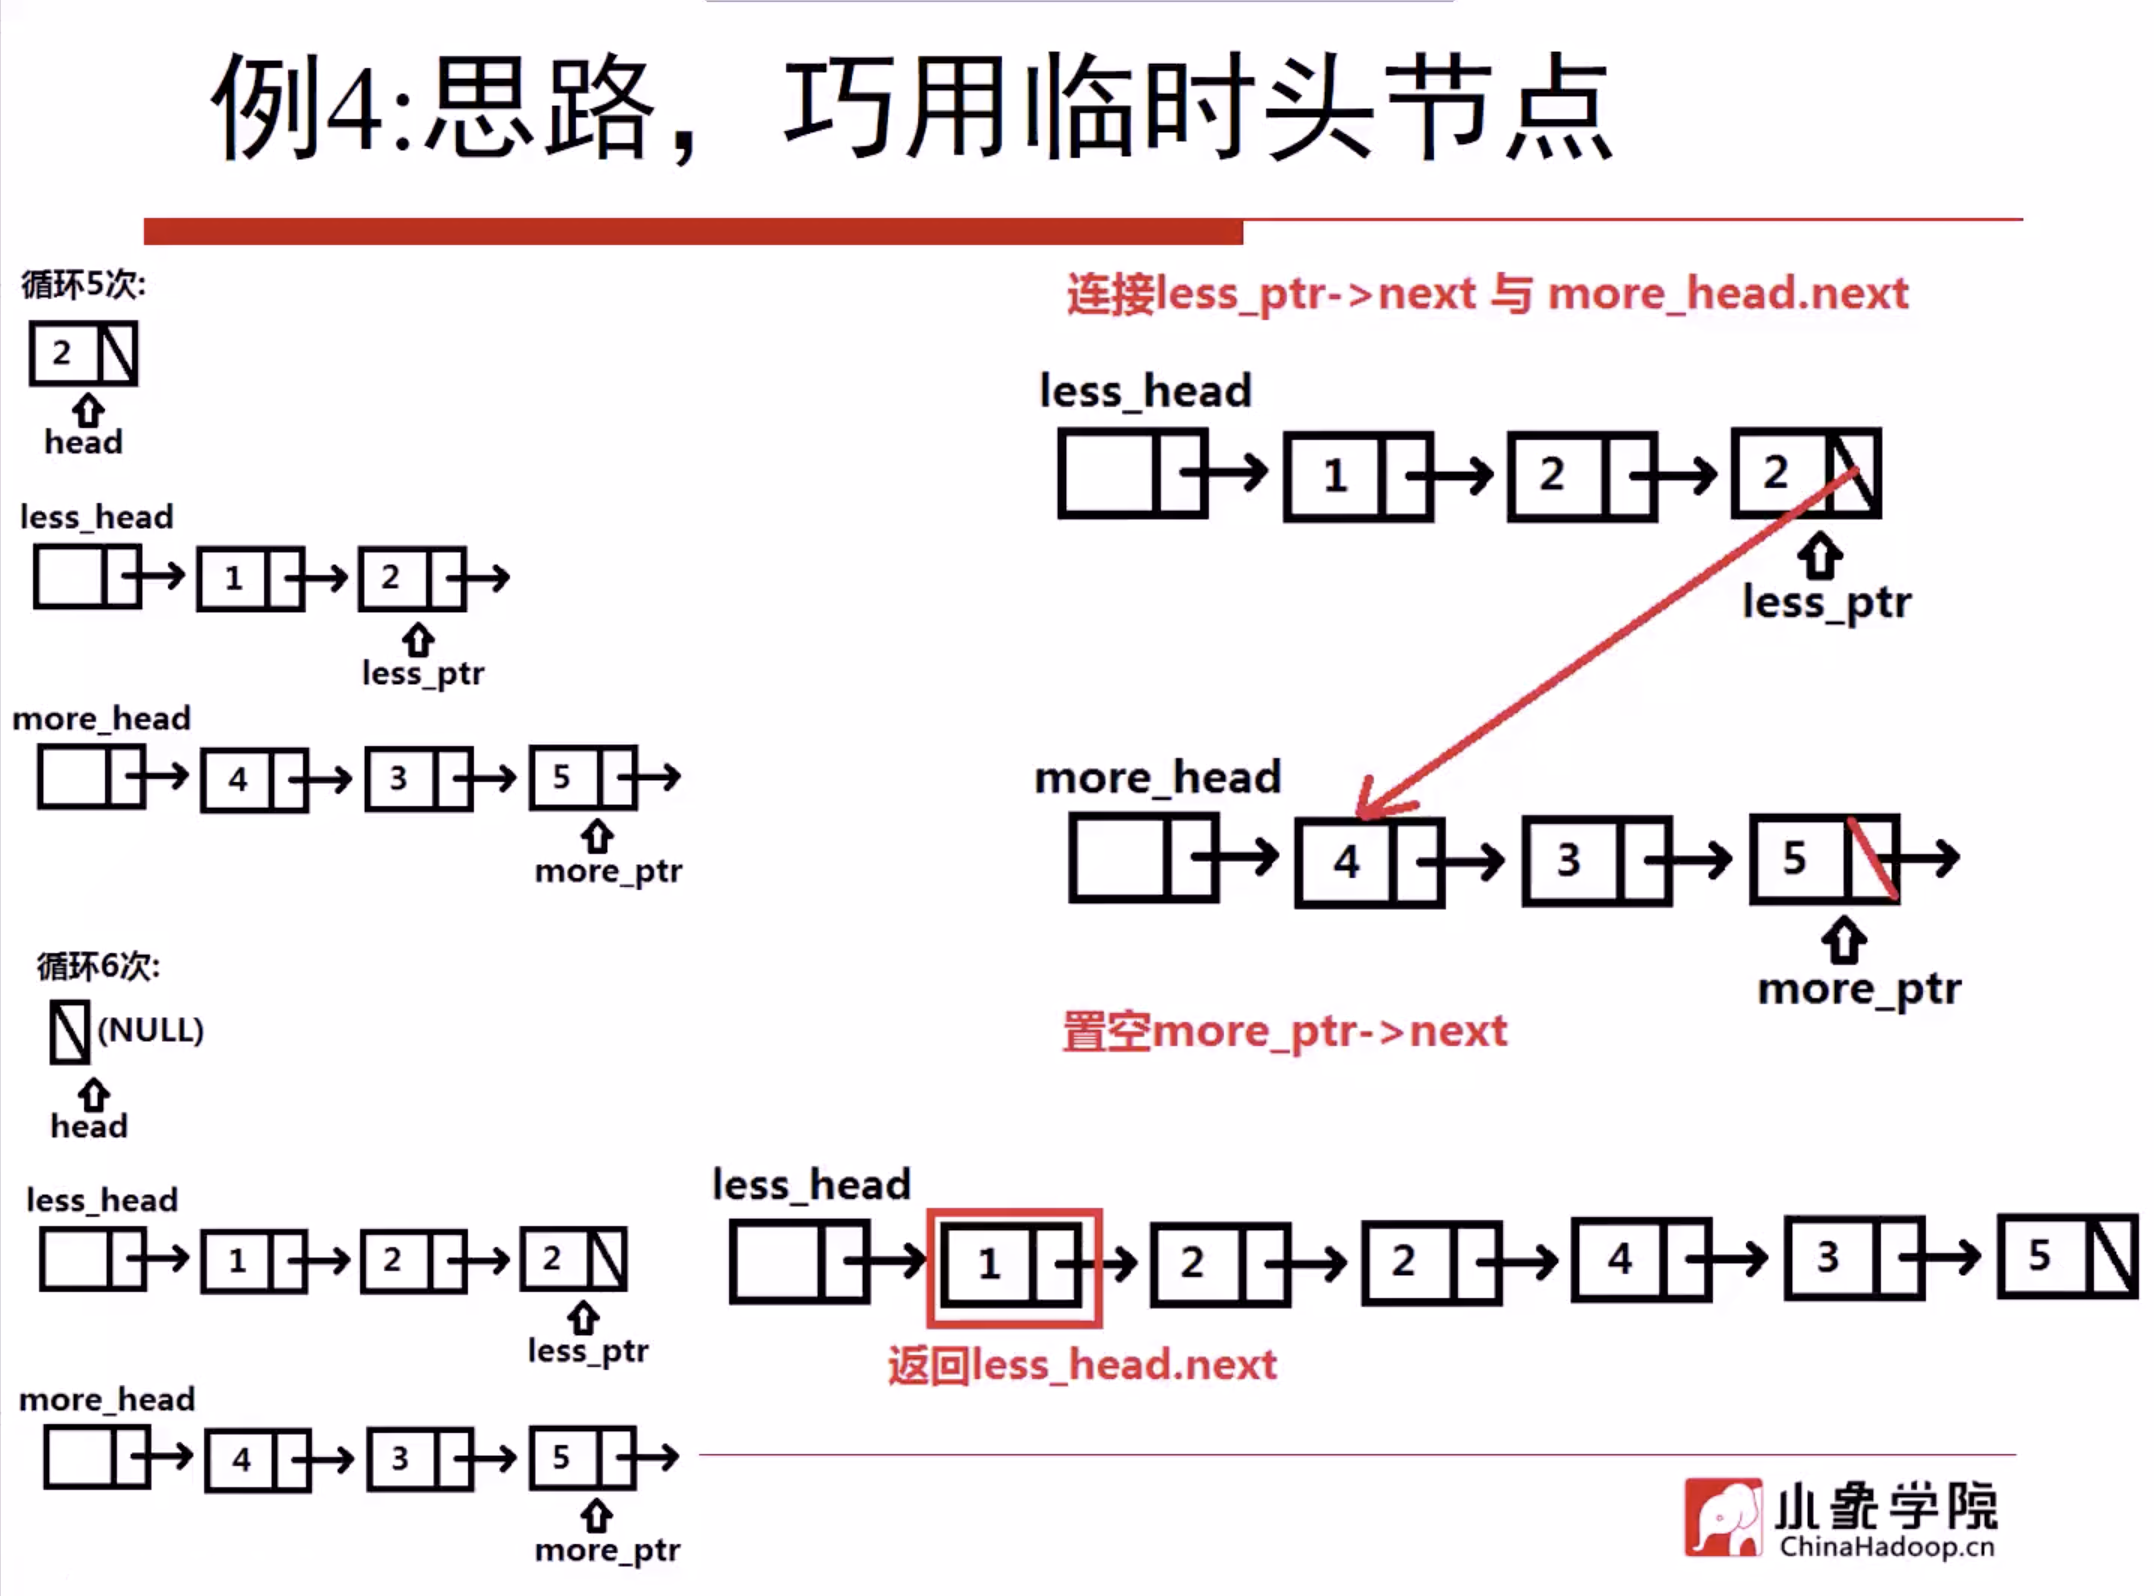 例4:思路，巧用临时头节点
循环5次:
2
head
less_head
1 2
less_ptr
more_head
4 3 5
more_ptr
循环6次:
(NULL)
head
less_head
1 2 2
less_ptr
more_head
4 3 5
more_ptr
连接less_ptr->next 与 more_head.next
less_head
1 2 2
less_ptr
more_head
4 3 5
more_ptr
置空more_ptr->next
less_head
1 2 2 4 3 5
返回less_head.next
小象学院
ChinaHadoop.cn